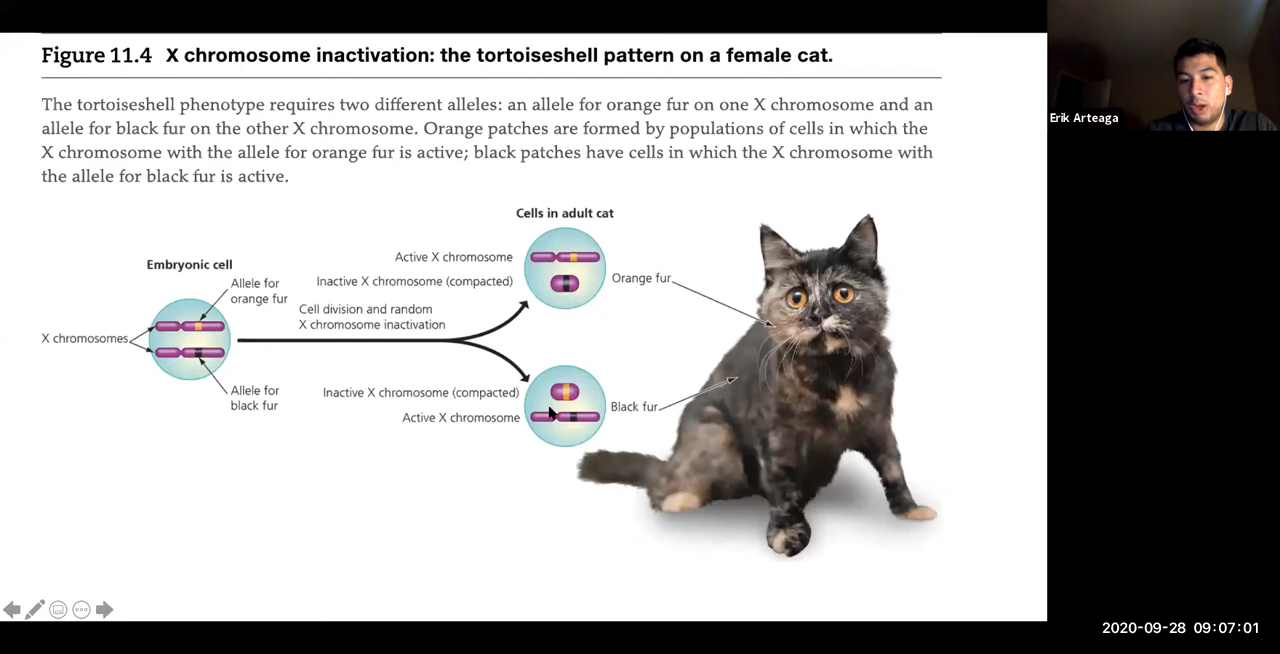 Figure 11.4 X chromosome inactivation: the tortoiseshell pattern on a female cat.
The tortoiseshell phenotype requires two different alleles: an allele for orange fur on one X chromosome and an
allele for black fur on the other X chromosome. Orange patches are formed by populations of cells in which the
X chromosome with the allele for orange fur is active; black patches have cells in which the X chromosome with
the allele for black fur is active.
Erik Arteaga
Cells in adult cat
Embryonic cell
Allele for
orange fur
X chromosomes
Allele for
black fur
Active X chromosome
Inactive X chromosome (compacted)
Cell division and random
X chromosome inactivation
Orange fur
Inactive X chromosome (compacted)
Active X chromosome
Black fur
2020-09-28 09:07:01